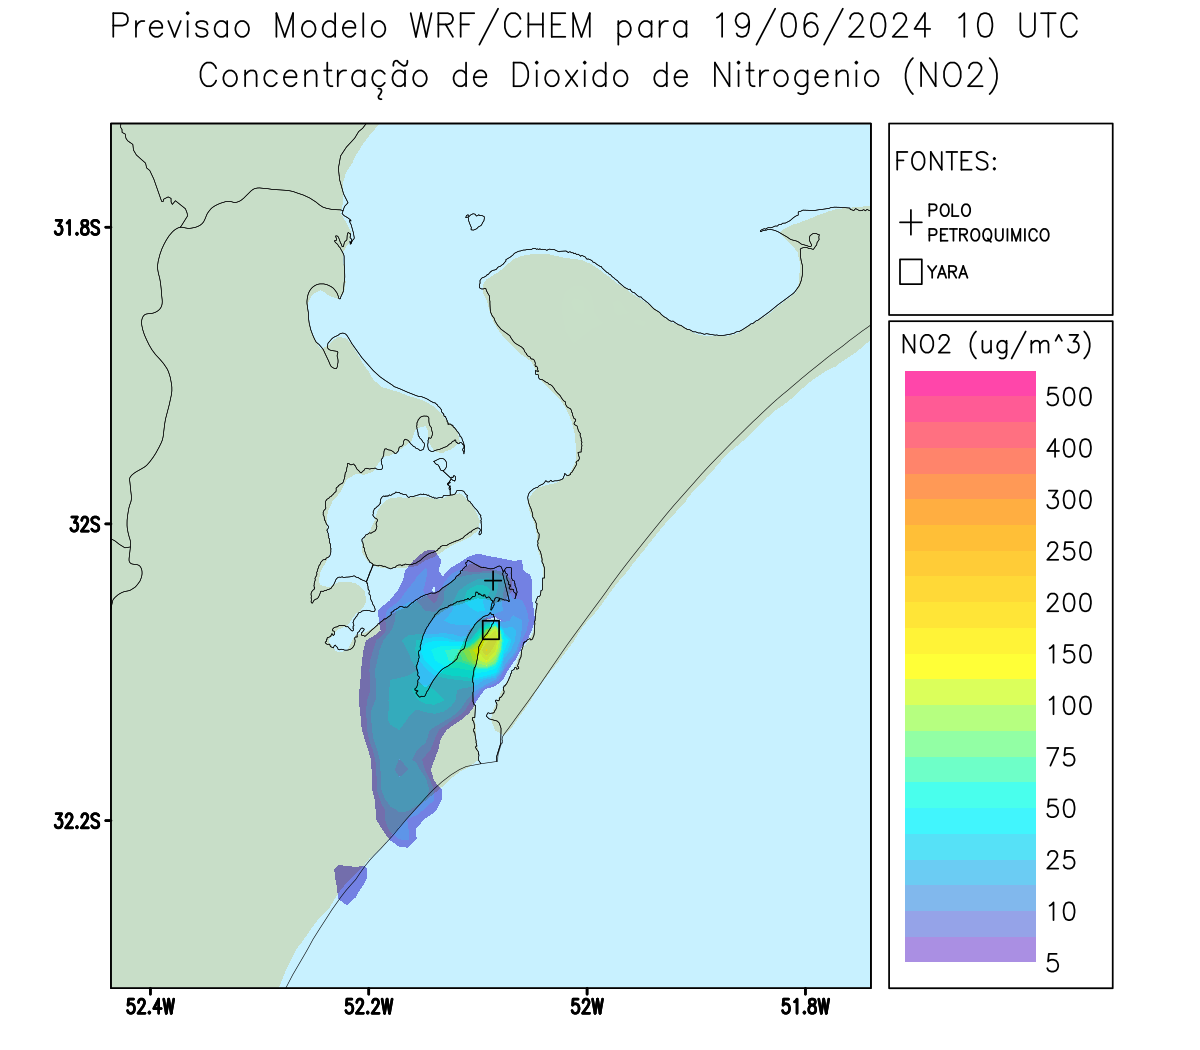 Previsao Modelo WRF/CHEM para 19/06/2024 10 UTC
Concentração de Dioxido de Nitrogenio (NO2)
FONTES:
POLO
PETROQUIMICO
YARA
NO2 (ug/m^3)
500
400
300
250
200
150
100
75
50
25
10
5
31.8S
32S
32.2S
52.4W
52.2W
52W
51.8W